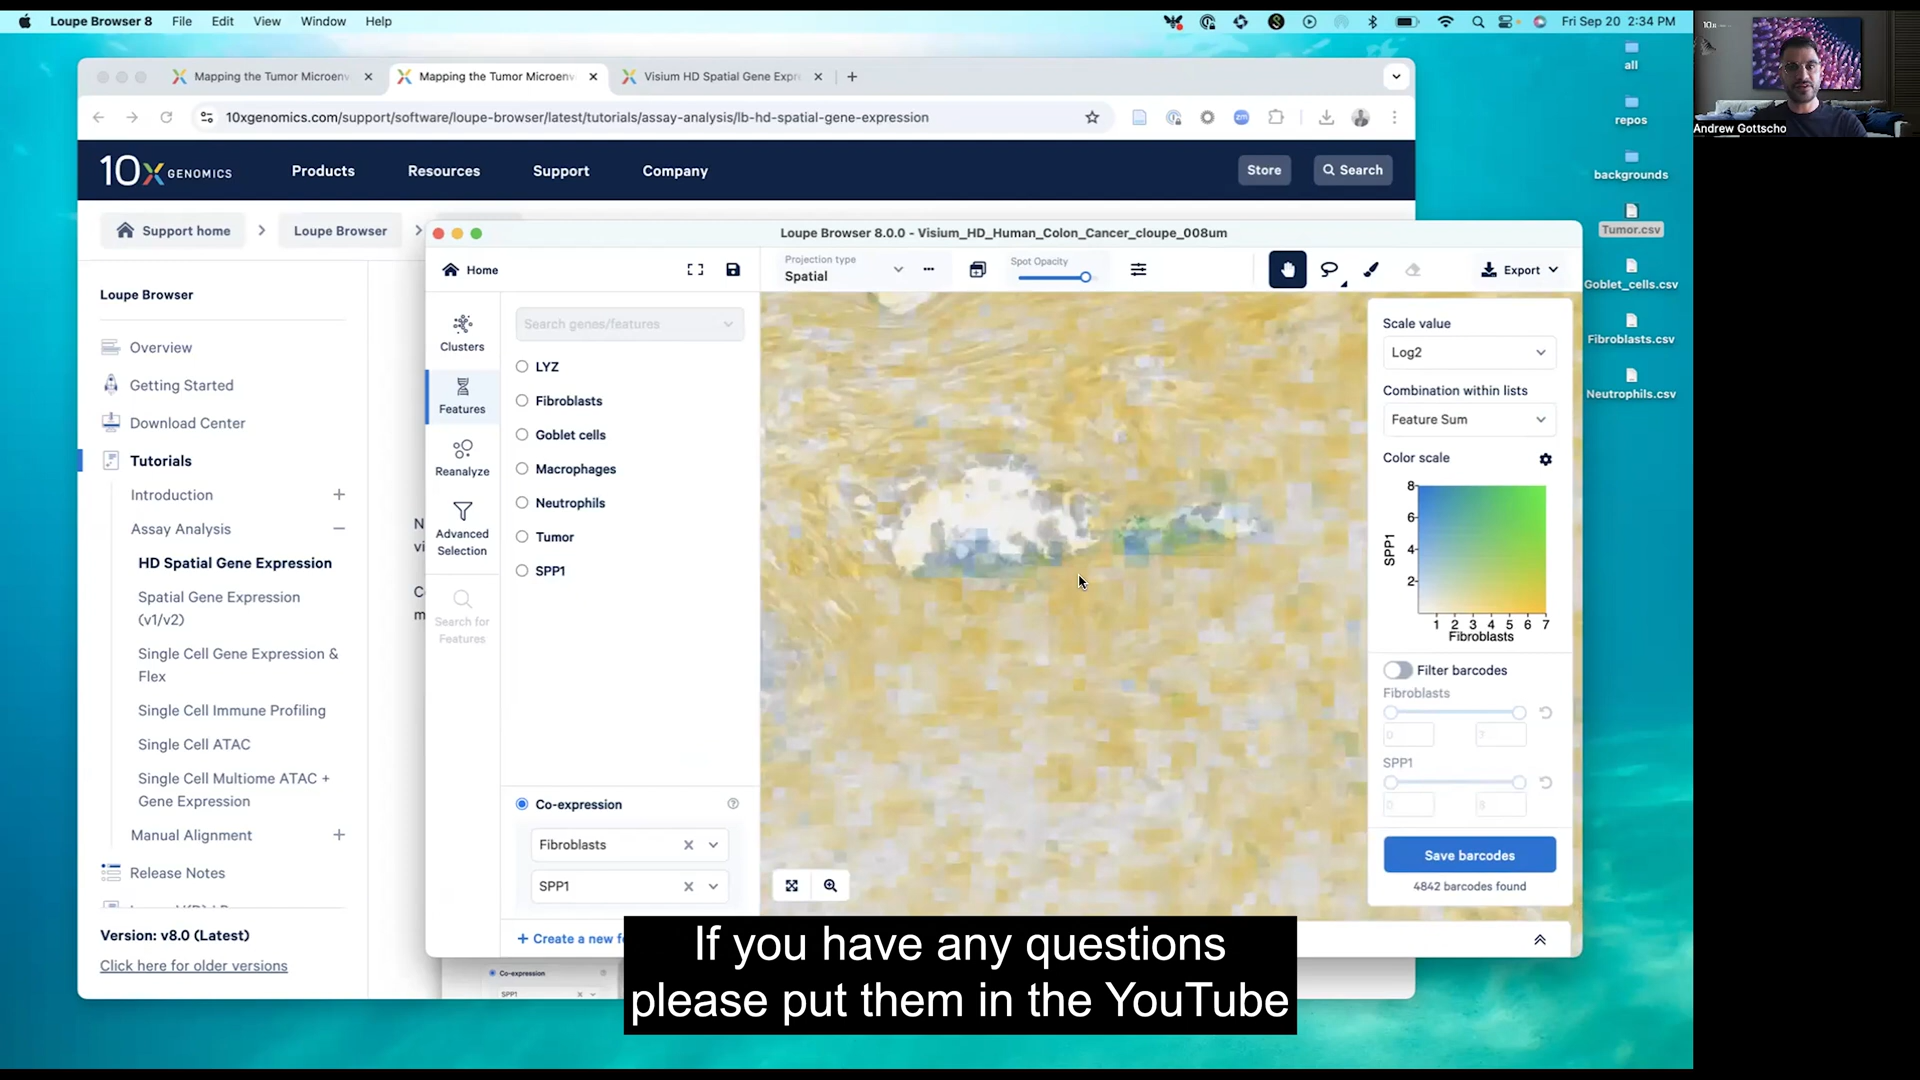 Loupe Browser 8 File Edit View Window Help
Fri Sep 20 2:34 PM
Mapping the Tumor Microenv
Mapping the Tumor Microenv
Visium HD Spatial Gene Expr
10xgenomics.com/support/software/loupe-browser/latest/tutorials/assay-analysis/lb-hd-spatial-gene-expression
10X GENOMICS
Products
Resources
Support
Company
Store
Search
Support home
Loupe Browser
Loupe Browser
Overview
Getting Started
Download Center
Tutorials
Introduction
Assay Analysis
HD Spatial Gene Expression
Spatial Gene Expression
(v1/v2)
Single Cell Gene Expression &
Flex
Single Cell Immune Profiling
Single Cell ATAC
Single Cell Multiome ATAC +
Gene Expression
Manual Alignment
Release Notes
Version: v8.0 (Latest)
Click here for older versions
Loupe Browser 8.0.0 - Visium_HD_Human_Colon_Cancer_cloupe_008um
Home
Projection type
Spatial
Spot Opacity
Export
Clusters
Features
Reanalyze
Advanced
Selection
Search for
Features
Search genes/features
LYZ
Fibroblasts
Goblet cells
Macrophages
Neutrophils
Tumor
SPP1
Co-expression
Fibroblasts
SPP1
+ Create a new f
Co-expression
SPP1
Scale value
Log2
Combination within lists
Feature Sum
Color scale
8
6
4
2
SPP1
1 2 3 4 5 6 7
Fibroblasts
Filter barcodes
Fibroblasts
0
7
SPP1
0
8
Save barcodes
4842 barcodes found
all
repos
backgrounds
Tumor.csv
Goblet_cells.csv
Fibroblasts.csv
Neutrophils.csv
10x
Andrew Gottscho
If you have any questions
please put them in the YouTube